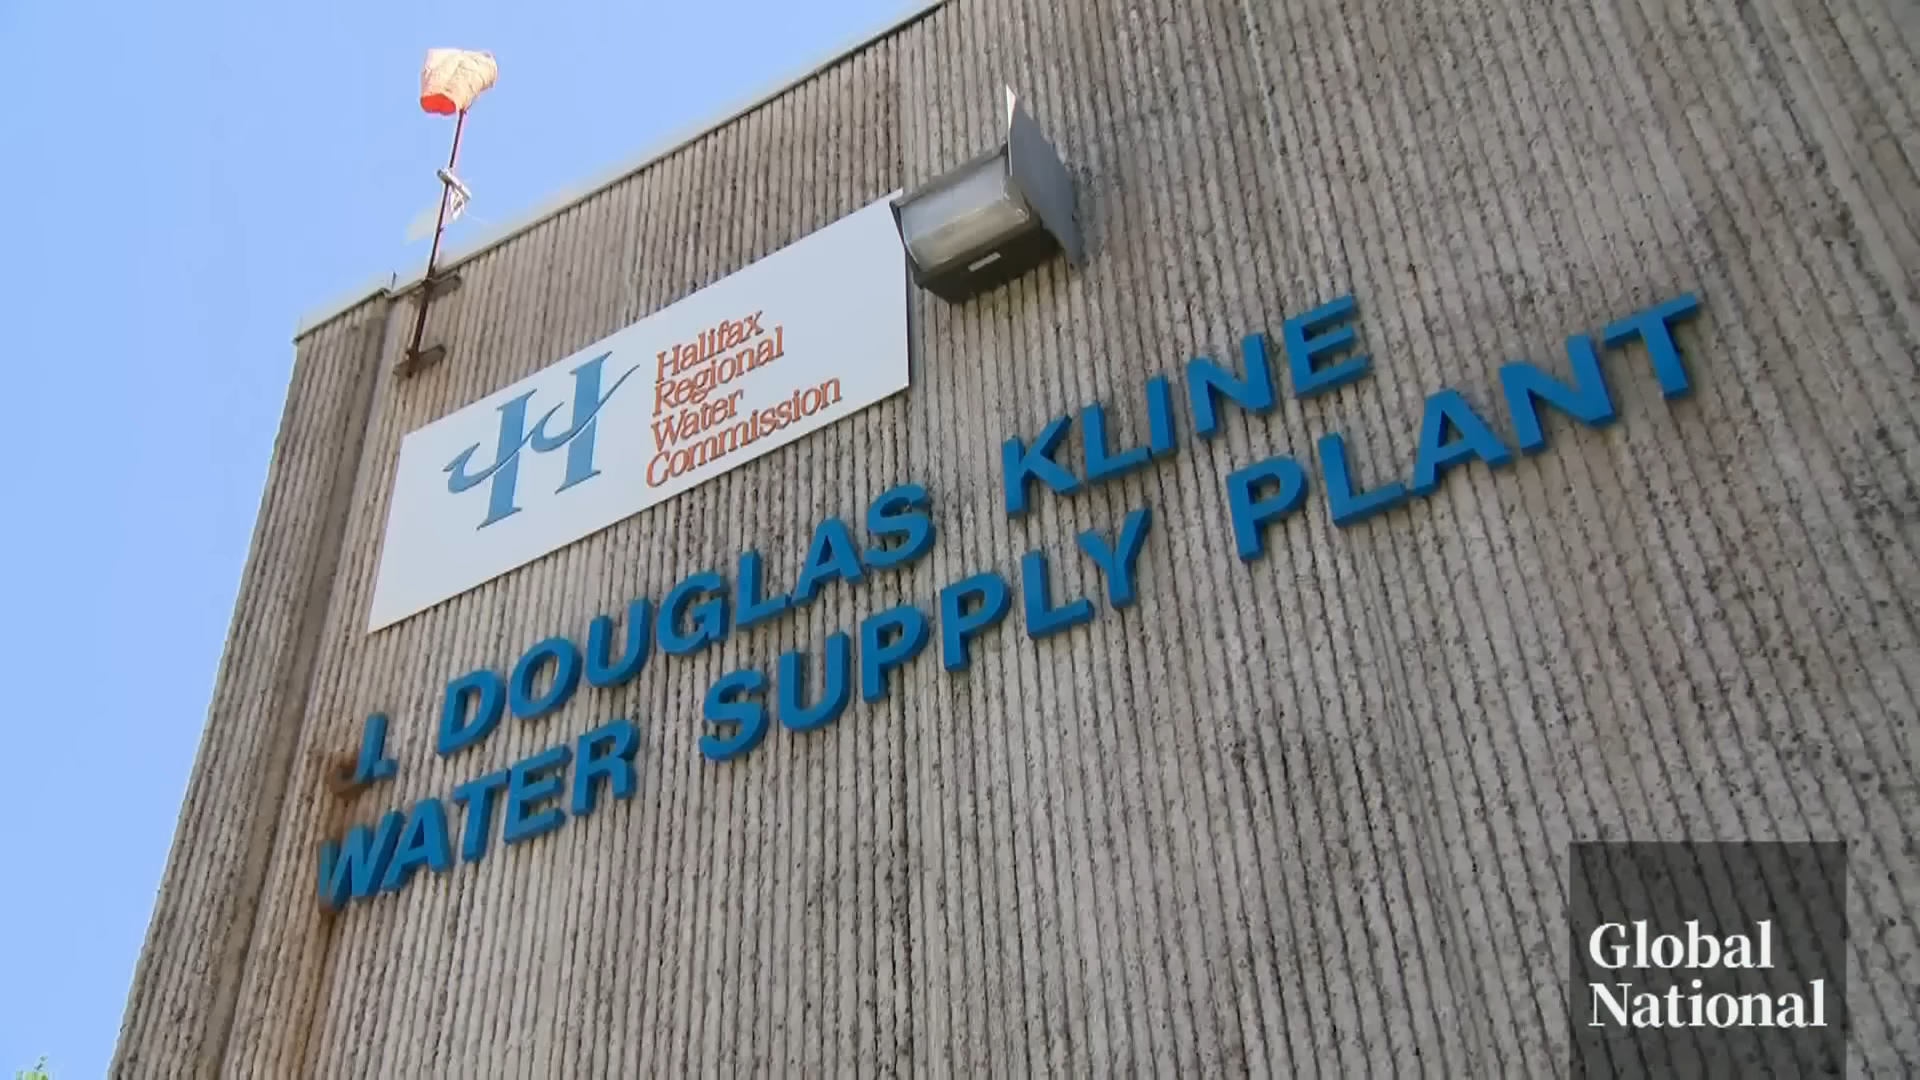 Halifax
Regional
Water
Commission
J. DOUGLAS KLINE
WATER SUPPLY PLANT
Global
National